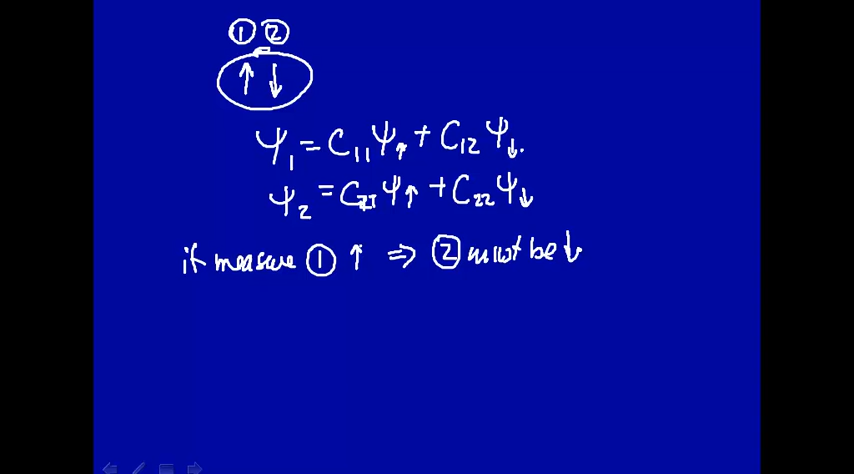 ① ②
↑ ↓
Ψ₁ = C₁₁Ψ↑ + C₁₂Ψ↓.
Ψ₂ = C₂₁Ψ↑ + C₂₂Ψ↓
if measure ① ↑ ⇒ ② must be ↓